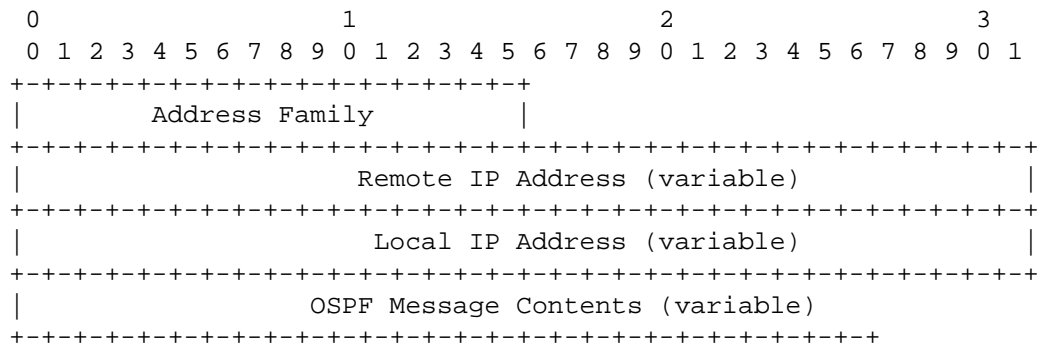 0                   1                   2                   3
 0 1 2 3 4 5 6 7 8 9 0 1 2 3 4 5 6 7 8 9 0 1 2 3 4 5 6 7 8 9 0 1
+-+-+-+-+-+-+-+-+-+-+-+-+-+-+-+-+
|        Address Family         |
+-+-+-+-+-+-+-+-+-+-+-+-+-+-+-+-+-+-+-+-+-+-+-+-+-+-+-+-+-+-+-+-+
|                     Remote IP Address (variable)              |
+-+-+-+-+-+-+-+-+-+-+-+-+-+-+-+-+-+-+-+-+-+-+-+-+-+-+-+-+-+-+-+-+
|                      Local IP Address (variable)              |
+-+-+-+-+-+-+-+-+-+-+-+-+-+-+-+-+-+-+-+-+-+-+-+-+-+-+-+-+-+-+-+-+
|                  OSPF Message Contents (variable)
+-+-+-+-+-+-+-+-+-+-+-+-+-+-+-+-+-+-+-+-+-+-+-+-+-+-+-+